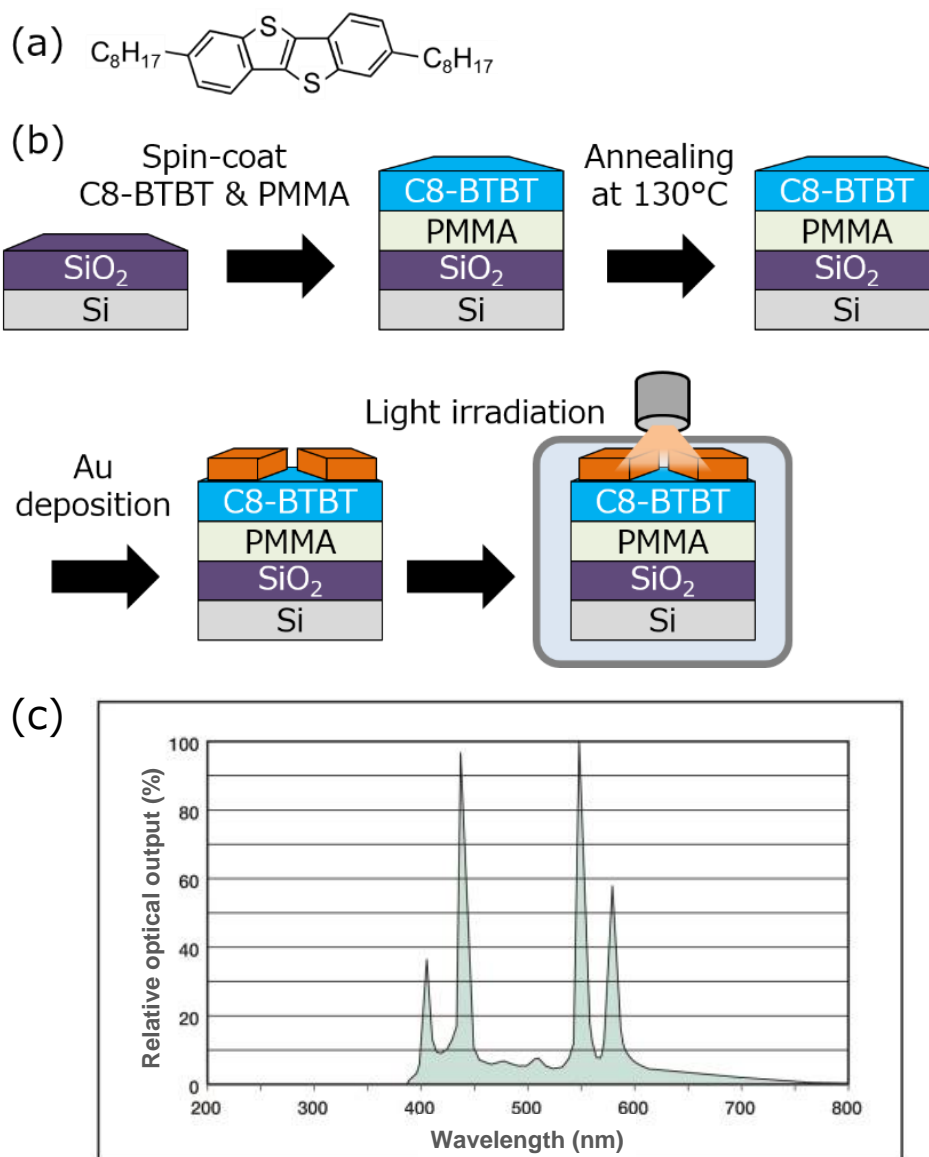 (a)
C8H17
S
S
C8H17
(b)
Spin-coat
C8-BTBT & PMMA
SiO2
Si
C8-BTBT
PMMA
SiO2
Si
Annealing
at 130°C
C8-BTBT
PMMA
SiO2
Si
Au
deposition
C8-BTBT
PMMA
SiO2
Si
Light irradiation
C8-BTBT
PMMA
SiO2
Si
(c)
Relative optical output (%)
100
80
60
40
20
0
200 300 400 500 600 700 800
Wavelength (nm)